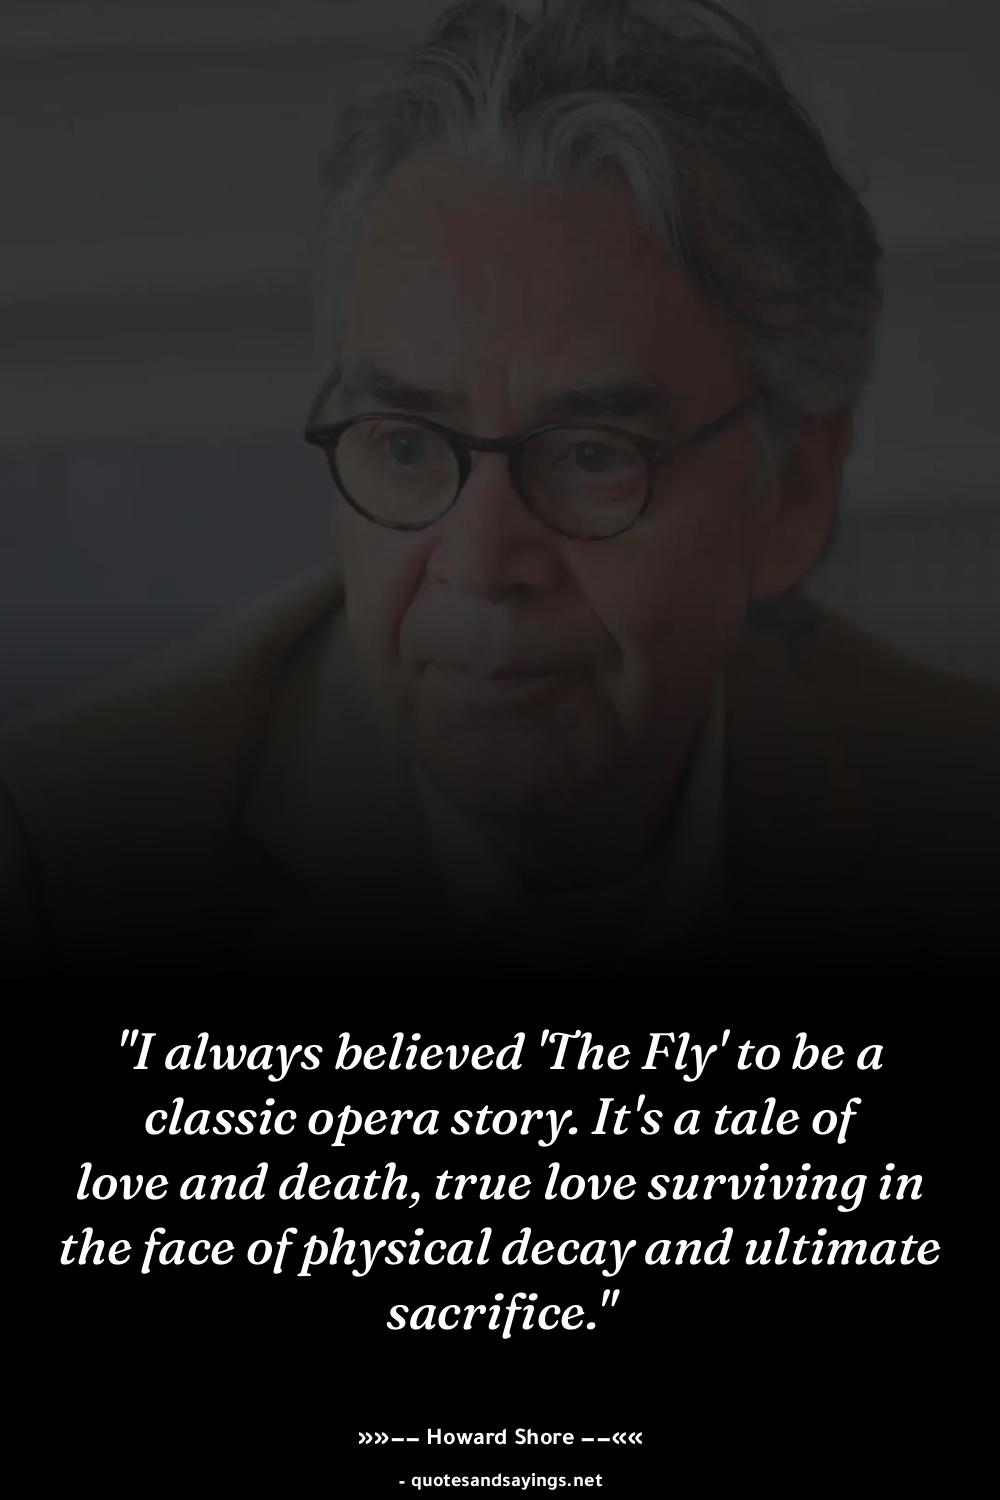 "I always believed 'The Fly' to be a
classic opera story. It's a tale of
love and death, true love surviving in
the face of physical decay and ultimate
sacrifice."
»»−− Howard Shore −−««
- quotesandsayings.net